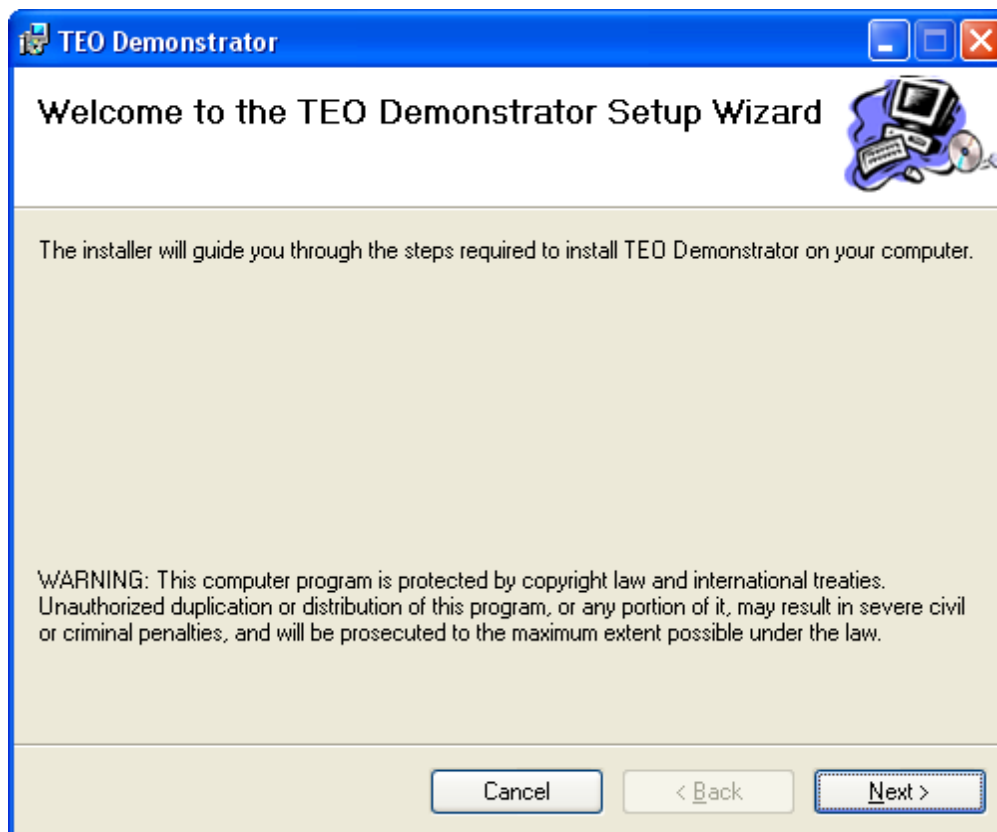 TEO Demonstrator
Welcome to the TEO Demonstrator Setup Wizard
The installer will guide you through the steps required to install TEO Demonstrator on your computer.
WARNING: This computer program is protected by copyright law and international treaties.
Unauthorized duplication or distribution of this program, or any portion of it, may result in severe civil
or criminal penalties, and will be prosecuted to the maximum extent possible under the law.
Cancel
< Back
Next >